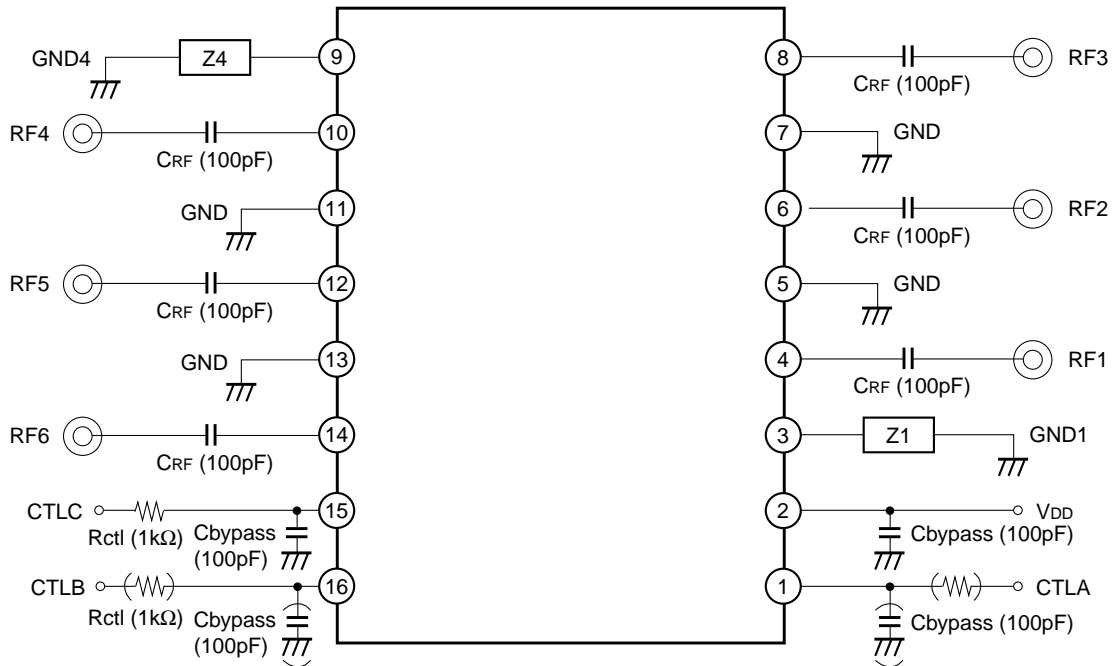 GND4
Z4
9
8
CRF (100pF)
RF3
RF4
CRF (100pF)
10
7
GND
GND
11
6
CRF (100pF)
RF2
RF5
CRF (100pF)
12
5
GND
GND
13
4
CRF (100pF)
RF1
RF6
CRF (100pF)
14
3
Z1
GND1
CTLC
Rctl (1kΩ)
Cbypass
(100pF)
15
2
Cbypass (100pF)
VDD
CTLB
Rctl (1kΩ)
Cbypass
(100pF)
16
1
Cbypass (100pF)
CTLA